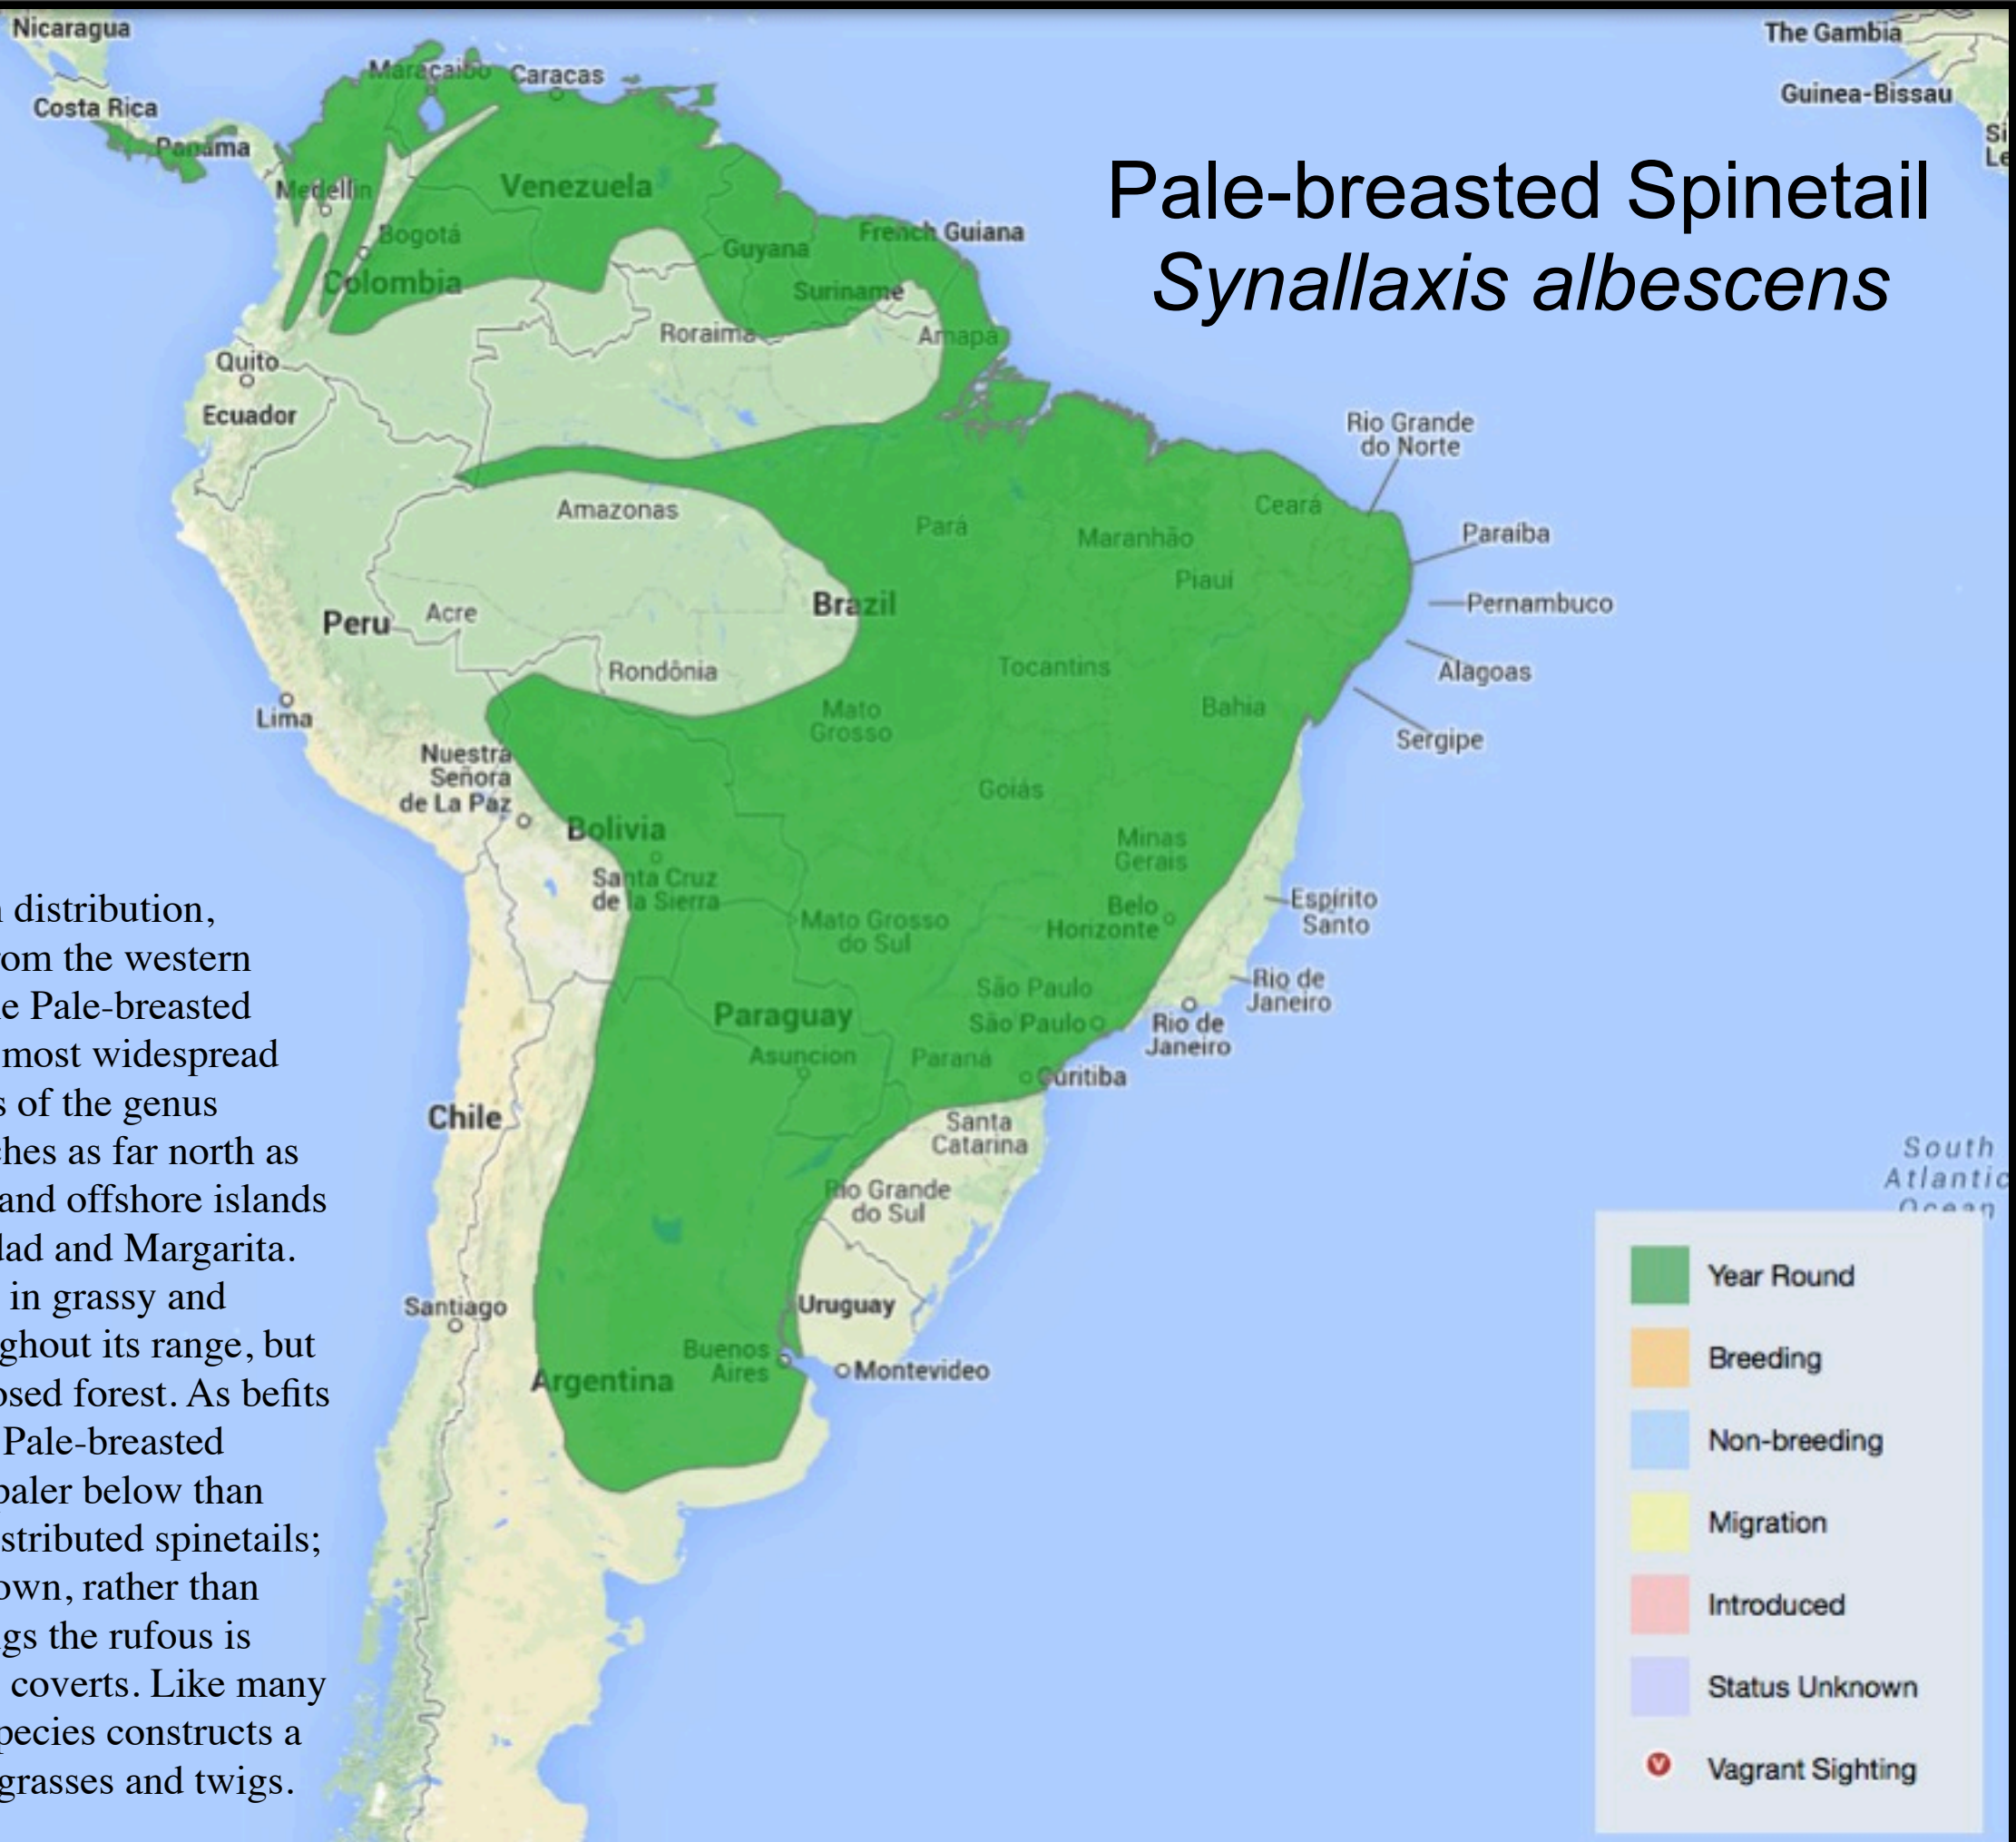 Pale-breasted Spinetail
Synallaxis albescens
Nicaragua
Costa Rica
Panama
Maracaibo
Caracas
Medellin
Bogotá
Colombia
Venezuela
Guyana
French Guiana
Suriname
Roraima
Amapá
Quito
Ecuador
The Gambia
Guinea-Bissau
Si
Le
Rio Grande
do Norte
Ceará
Paraíba
Amazonas
Pará
Maranhão
Piauí
Pernambuco
Peru
Acre
Brazil
Rondônia
Tocantins
Alagoas
Lima
Mato
Grosso
Bahia
Sergipe
Nuestra
Señora
de La Paz
Goiás
Bolivia
Minas
Gerais
Santa Cruz
de la Sierra
Mato Grosso
do Sul
Belo
Horizonte
Espírito
Santo
São Paulo
São Paulo
Rio de
Janeiro
Rio de
Janeiro
Paraguay
Asuncion
Paraná
Curitiba
Chile
Santa
Catarina
Rio Grande
do Sul
Santiago
Uruguay
Buenos
Aires
Montevideo
Argentina
South
Atlantic
Ocean
distribution,
om the western
e Pale-breasted
most widespread
s of the genus
hes as far north as
and offshore islands
dad and Margarita.
in grassy and
ghout its range, but
osed forest. As befits
Pale-breasted
paler below than
stributed spinetails;
own, rather than
gs the rufous is
coverts. Like many
pecies constructs a
grasses and twigs.
Year Round
Breeding
Non-breeding
Migration
Introduced
Status Unknown
V
Vagrant Sighting